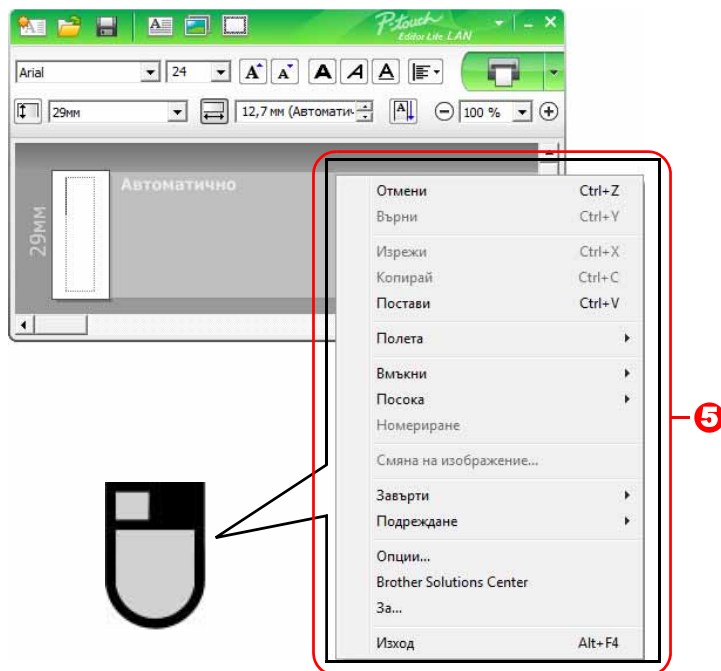 P-touch
Editor Lite LAN
Arial 24 A A A A A
29мм 12,7 мм (Автомати 100 %
Автоматично
29мм
Отмени Ctrl+Z
Върни Ctrl+Y
Изрежи Ctrl+X
Копирай Ctrl+C
Постави Ctrl+V
Полета
Вмъкни
Посока
Номериране
Смяна на изображение...
Завърти
Подреждане
Опции...
Brother Solutions Center
За...
Изход Alt+F4
5